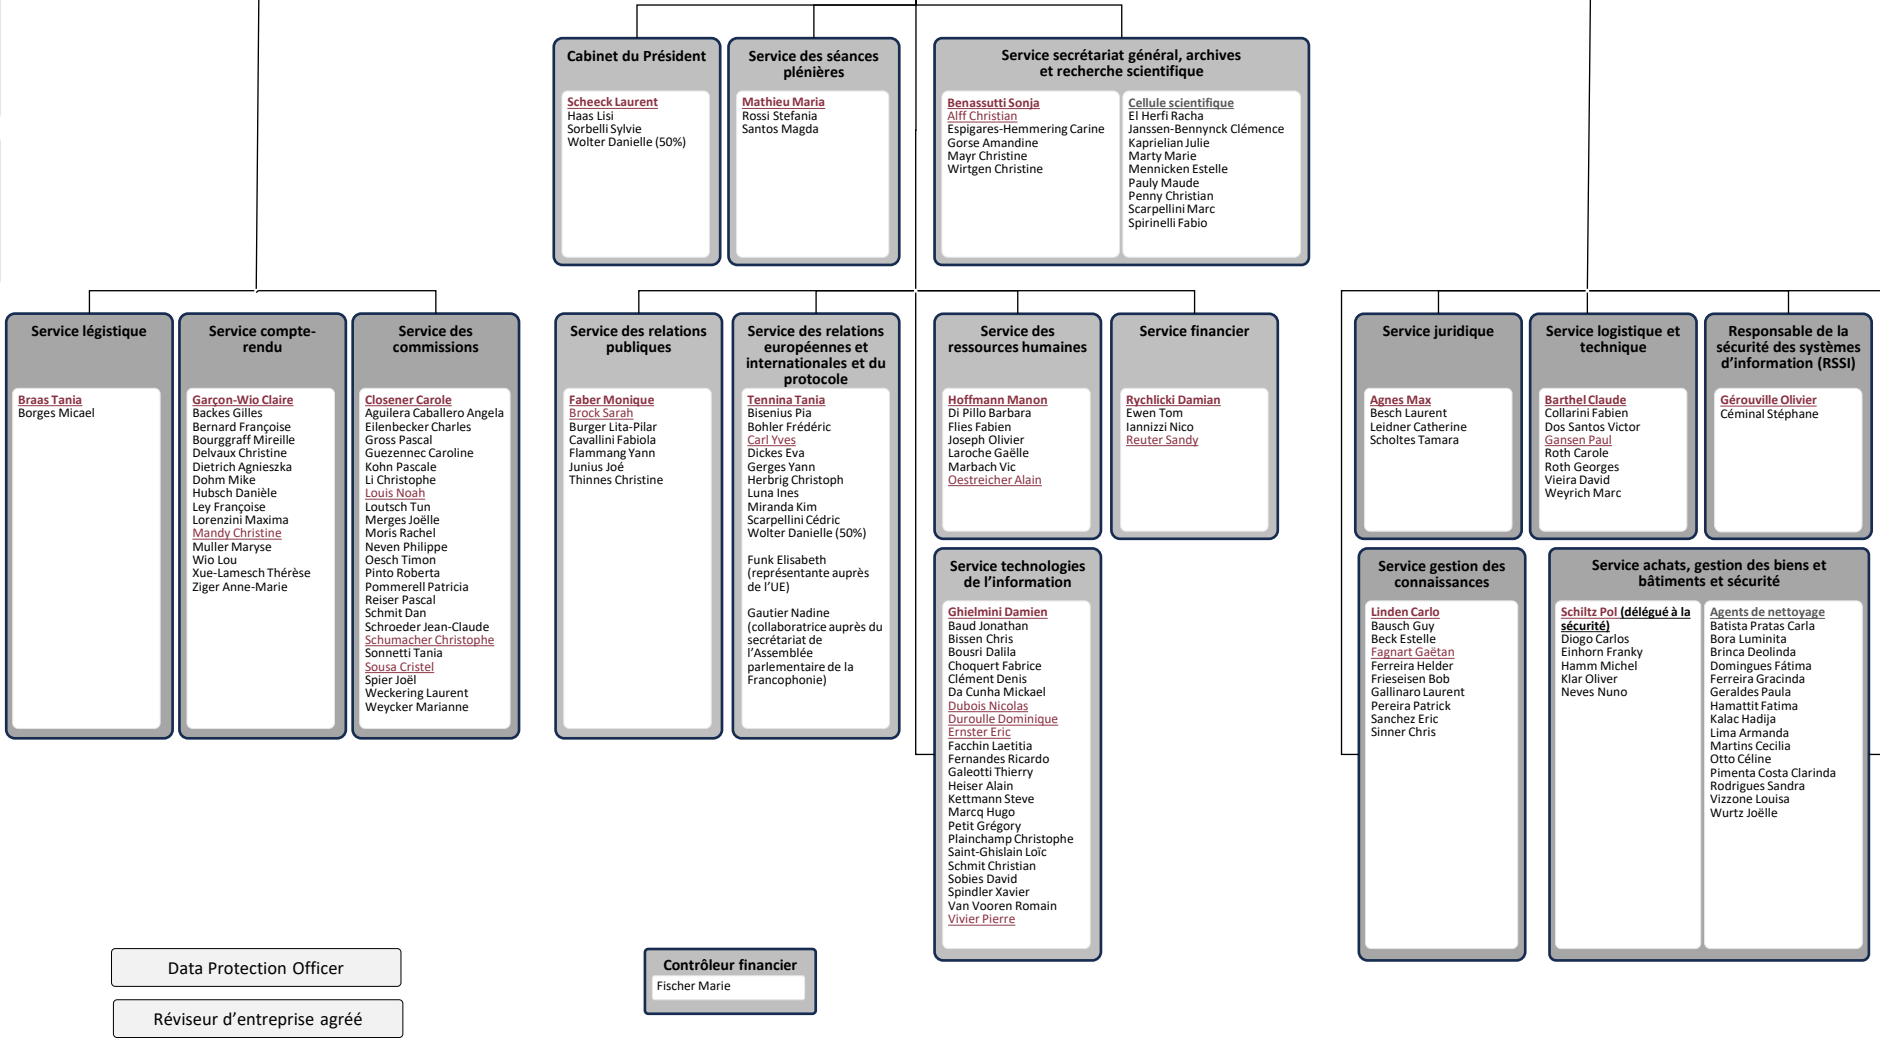 Cabinet du Président
Scheeck Laurent
Haas Lisi
Sorbelli Sylvie
Wolter Danielle (50%)
Service des séances
plénières
Mathieu Maria
Rossi Stefania
Santos Magda
Service secrétariat général, archives
et recherche scientifique
Benassutti Sonja
Alff Christian
Espigares-Hemmering Carine
Gorse Amandine
Mayr Christine
Wirtgen Christine
Cellule scientifique
El Herfi Racha
Janssen-Bennynck Clémence
Kaprielian Julie
Marty Marie
Mennicken Estelle
Pauly Maude
Penny Christian
Scarpellini Marc
Spirinelli Fabio
Service légistique
Braas Tania
Borges Micael
Service compte-
rendu
Garçon-Wio Claire
Backes Gilles
Bernard Françoise
Bourggraff Mireille
Delvaux Christine
Dietrich Agnieszka
Dohm Mike
Hubsch Danièle
Ley Françoise
Lorenzini Maxima
Mandy Christine
Muller Maryse
Wio Lou
Xue-Lamesch Thérèse
Ziger Anne-Marie
Service des
commissions
Closener Carole
Aguilera Caballero Angela
Eilenbecker Charles
Gross Pascal
Guezennec Caroline
Kohn Pascale
Li Christophe
Louis Noah
Loutsch Tun
Merges Joëlle
Moris Rachel
Neven Philippe
Oesch Timon
Pinto Roberta
Pommerell Patricia
Reiser Pascal
Schmit Dan
Schroeder Jean-Claude
Schumacher Christophe
Sonnetti Tania
Sousa Cristel
Spier Joël
Weckering Laurent
Weycker Marianne
Service des relations
publiques
Faber Monique
Brock Sarah
Burger Lita-Pilar
Cavallini Fabiola
Flammang Yann
Junius Joé
Thinnes Christine
Service des relations
européennes et
internationales et du
protocole
Tennina Tania
Bisenius Pia
Bohler Frédéric
Carl Yves
Dickes Eva
Gerges Yann
Herbrig Christoph
Luna Ines
Miranda Kim
Scarpellini Cédric
Wolter Danielle (50%)
Funk Elisabeth
(représentante auprès
de l'UE)
Gautier Nadine
(collaboratrice auprès du
secrétariat de
l'Assemblée
parlementaire de la
Francophonie)
Service des
ressources humaines
Hoffmann Manon
Di Pillo Barbara
Flies Fabien
Joseph Olivier
Laroche Gaëlle
Marbach Vic
Oestreicher Alain
Service financier
Rychlicki Damian
Ewen Tom
Iannizzi Nico
Reuter Sandy
Service technologies
de l'information
Ghielmini Damien
Baud Jonathan
Bissen Chris
Bousri Dalila
Choquert Fabrice
Clément Denis
Da Cunha Mickael
Dubois Nicolas
Duroulle Dominique
Ernster Eric
Facchin Laetitia
Fernandes Ricardo
Galeotti Thierry
Heiser Alain
Kettmann Steve
Marcq Hugo
Petit Grégory
Plainchamp Christophe
Saint-Ghislain Loïc
Schmit Christian
Sobies David
Spindler Xavier
Van Vooren Romain
Vivier Pierre
Service juridique
Agnes Max
Besch Laurent
Leidner Catherine
Scholtes Tamara
Service logistique et
technique
Barthel Claude
Collarini Fabien
Dos Santos Victor
Gansen Paul
Roth Carole
Roth Georges
Vieira David
Weyrich Marc
Responsable de la
sécurité des systèmes
d'information (RSSI)
Gérouville Olivier
Céminal Stéphane
Service gestion des
connaissances
Linden Carlo
Bausch Guy
Beck Estelle
Fagnart Gaëtan
Ferreira Helder
Frieseisen Bob
Gallinaro Laurent
Pereira Patrick
Sanchez Eric
Sinner Chris
Service achats, gestion des biens et
bâtiments et sécurité
Schiltz Pol (délégué à la
sécurité)
Diogo Carlos
Einhorn Franky
Hamm Michel
Klar Oliver
Neves Nuno
Agents de nettoyage
Batista Pratas Carla
Bora Luminita
Brinca Deolinda
Domingues Fátima
Ferreira Gracinda
Geraldes Paula
Hamattit Fatima
Kalac Hadija
Lima Armanda
Martins Cecilia
Otto Céline
Pimenta Costa Clarinda
Rodrigues Sandra
Vizzone Louisa
Wurtz Joëlle
Data Protection Officer
Réviseur d'entreprise agréé
Contrôleur financier
Fischer Marie